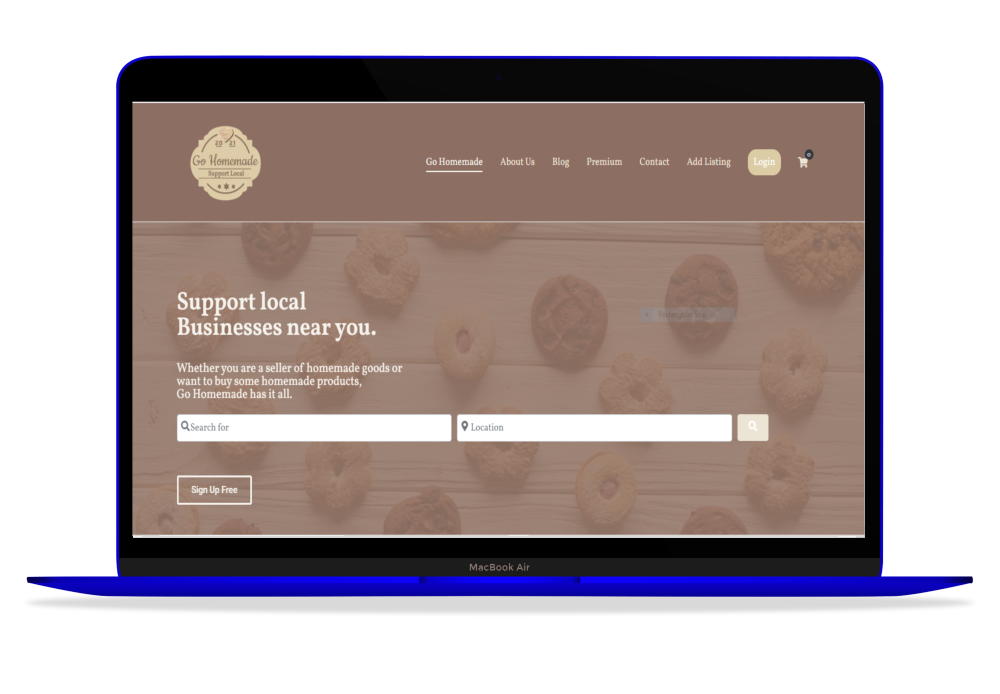 20 21
Go Homemade
Support Local
Go Homemade About Us Blog Premium Contact Add Listing Login 0
Support local
Businesses near you.
Whether you are a seller of homemade goods or
want to buy some homemade products,
Go Homemade has it all.
Search for Location
Sign Up Free
MacBook Air